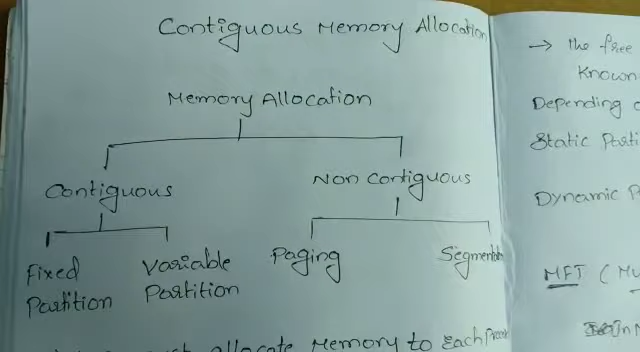 Contiguous Memory Allocation
Memory Allocation
Contiguous
Non Contiguous
Fixed Partition
Variable Partition
Paging
allocate Memory to Each
→ the free
Known
Depending
Static
Dynamic
MFT (